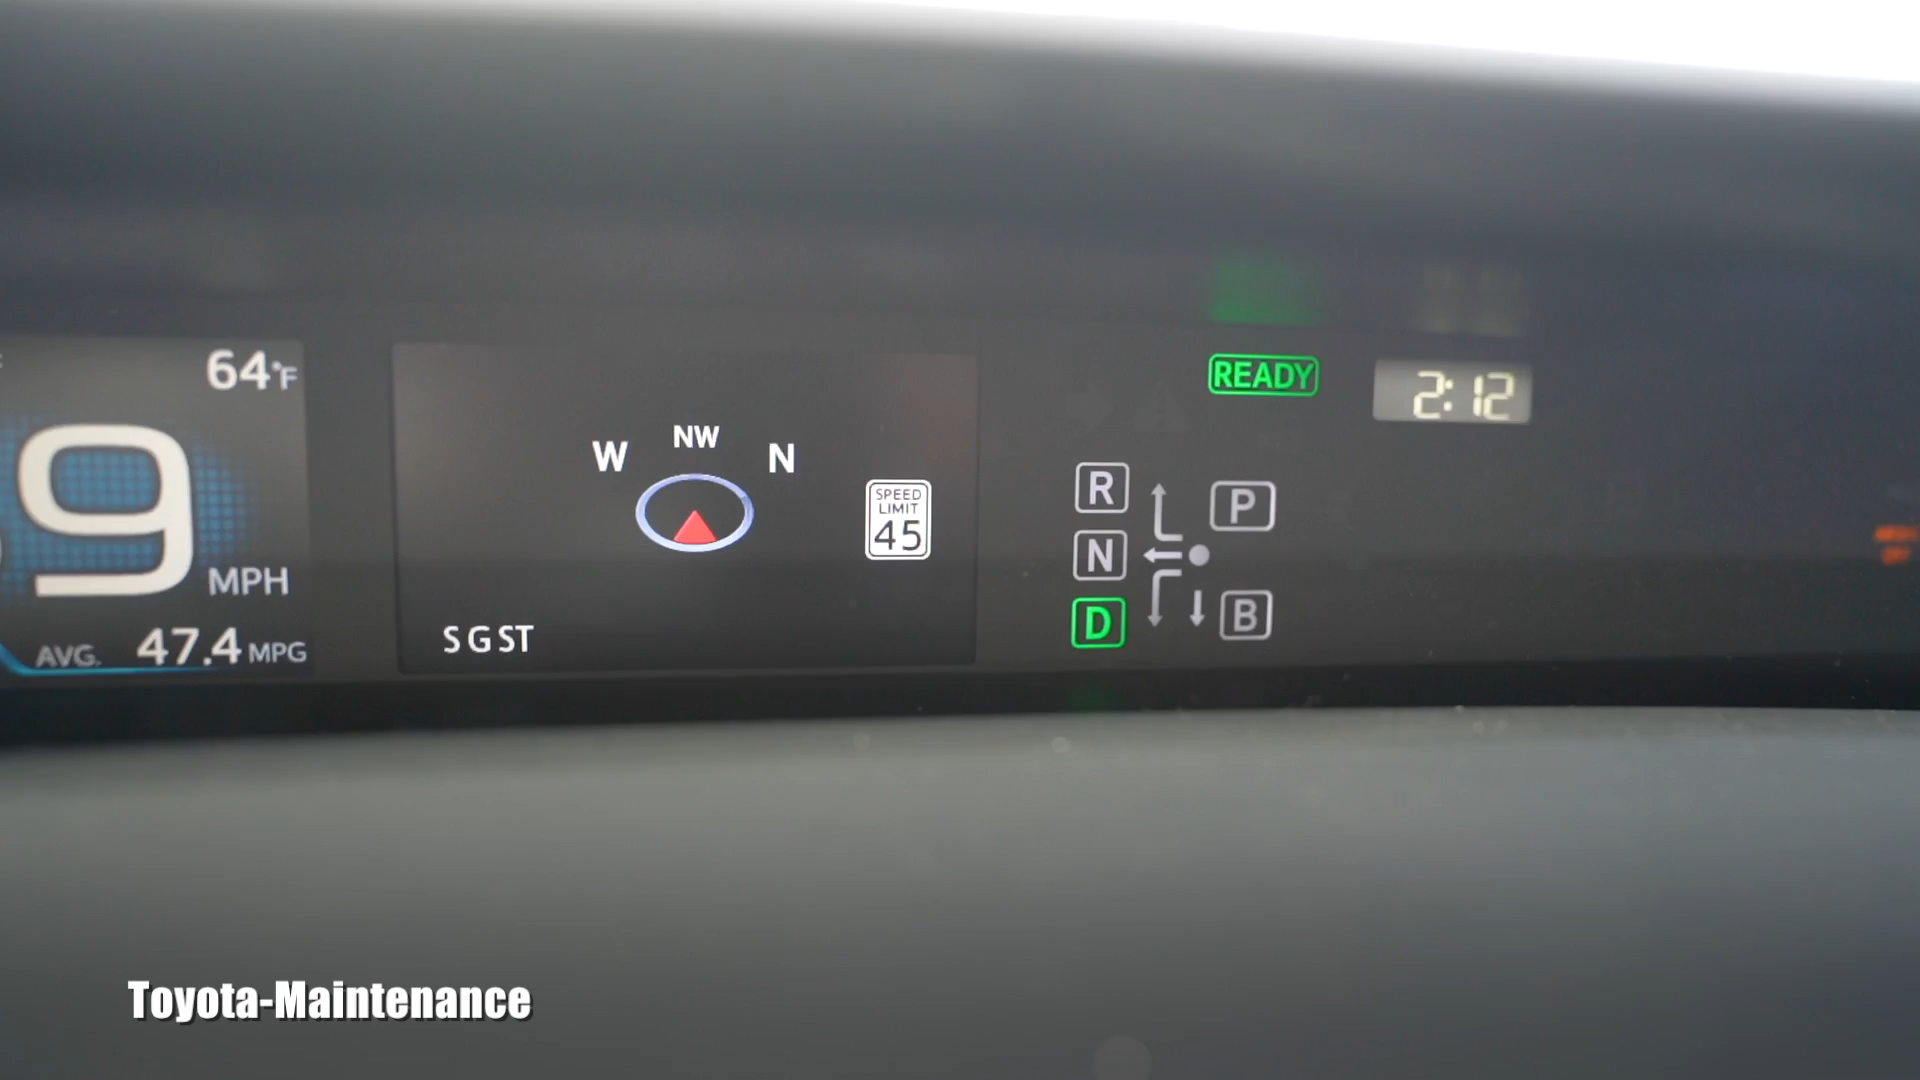 64°F
9
MPH
AVG. 47.4 MPG
W NW N
SPEED
LIMIT
45
S G ST
READY
2:12
R
P
N
D
B
Toyota-Maintenance